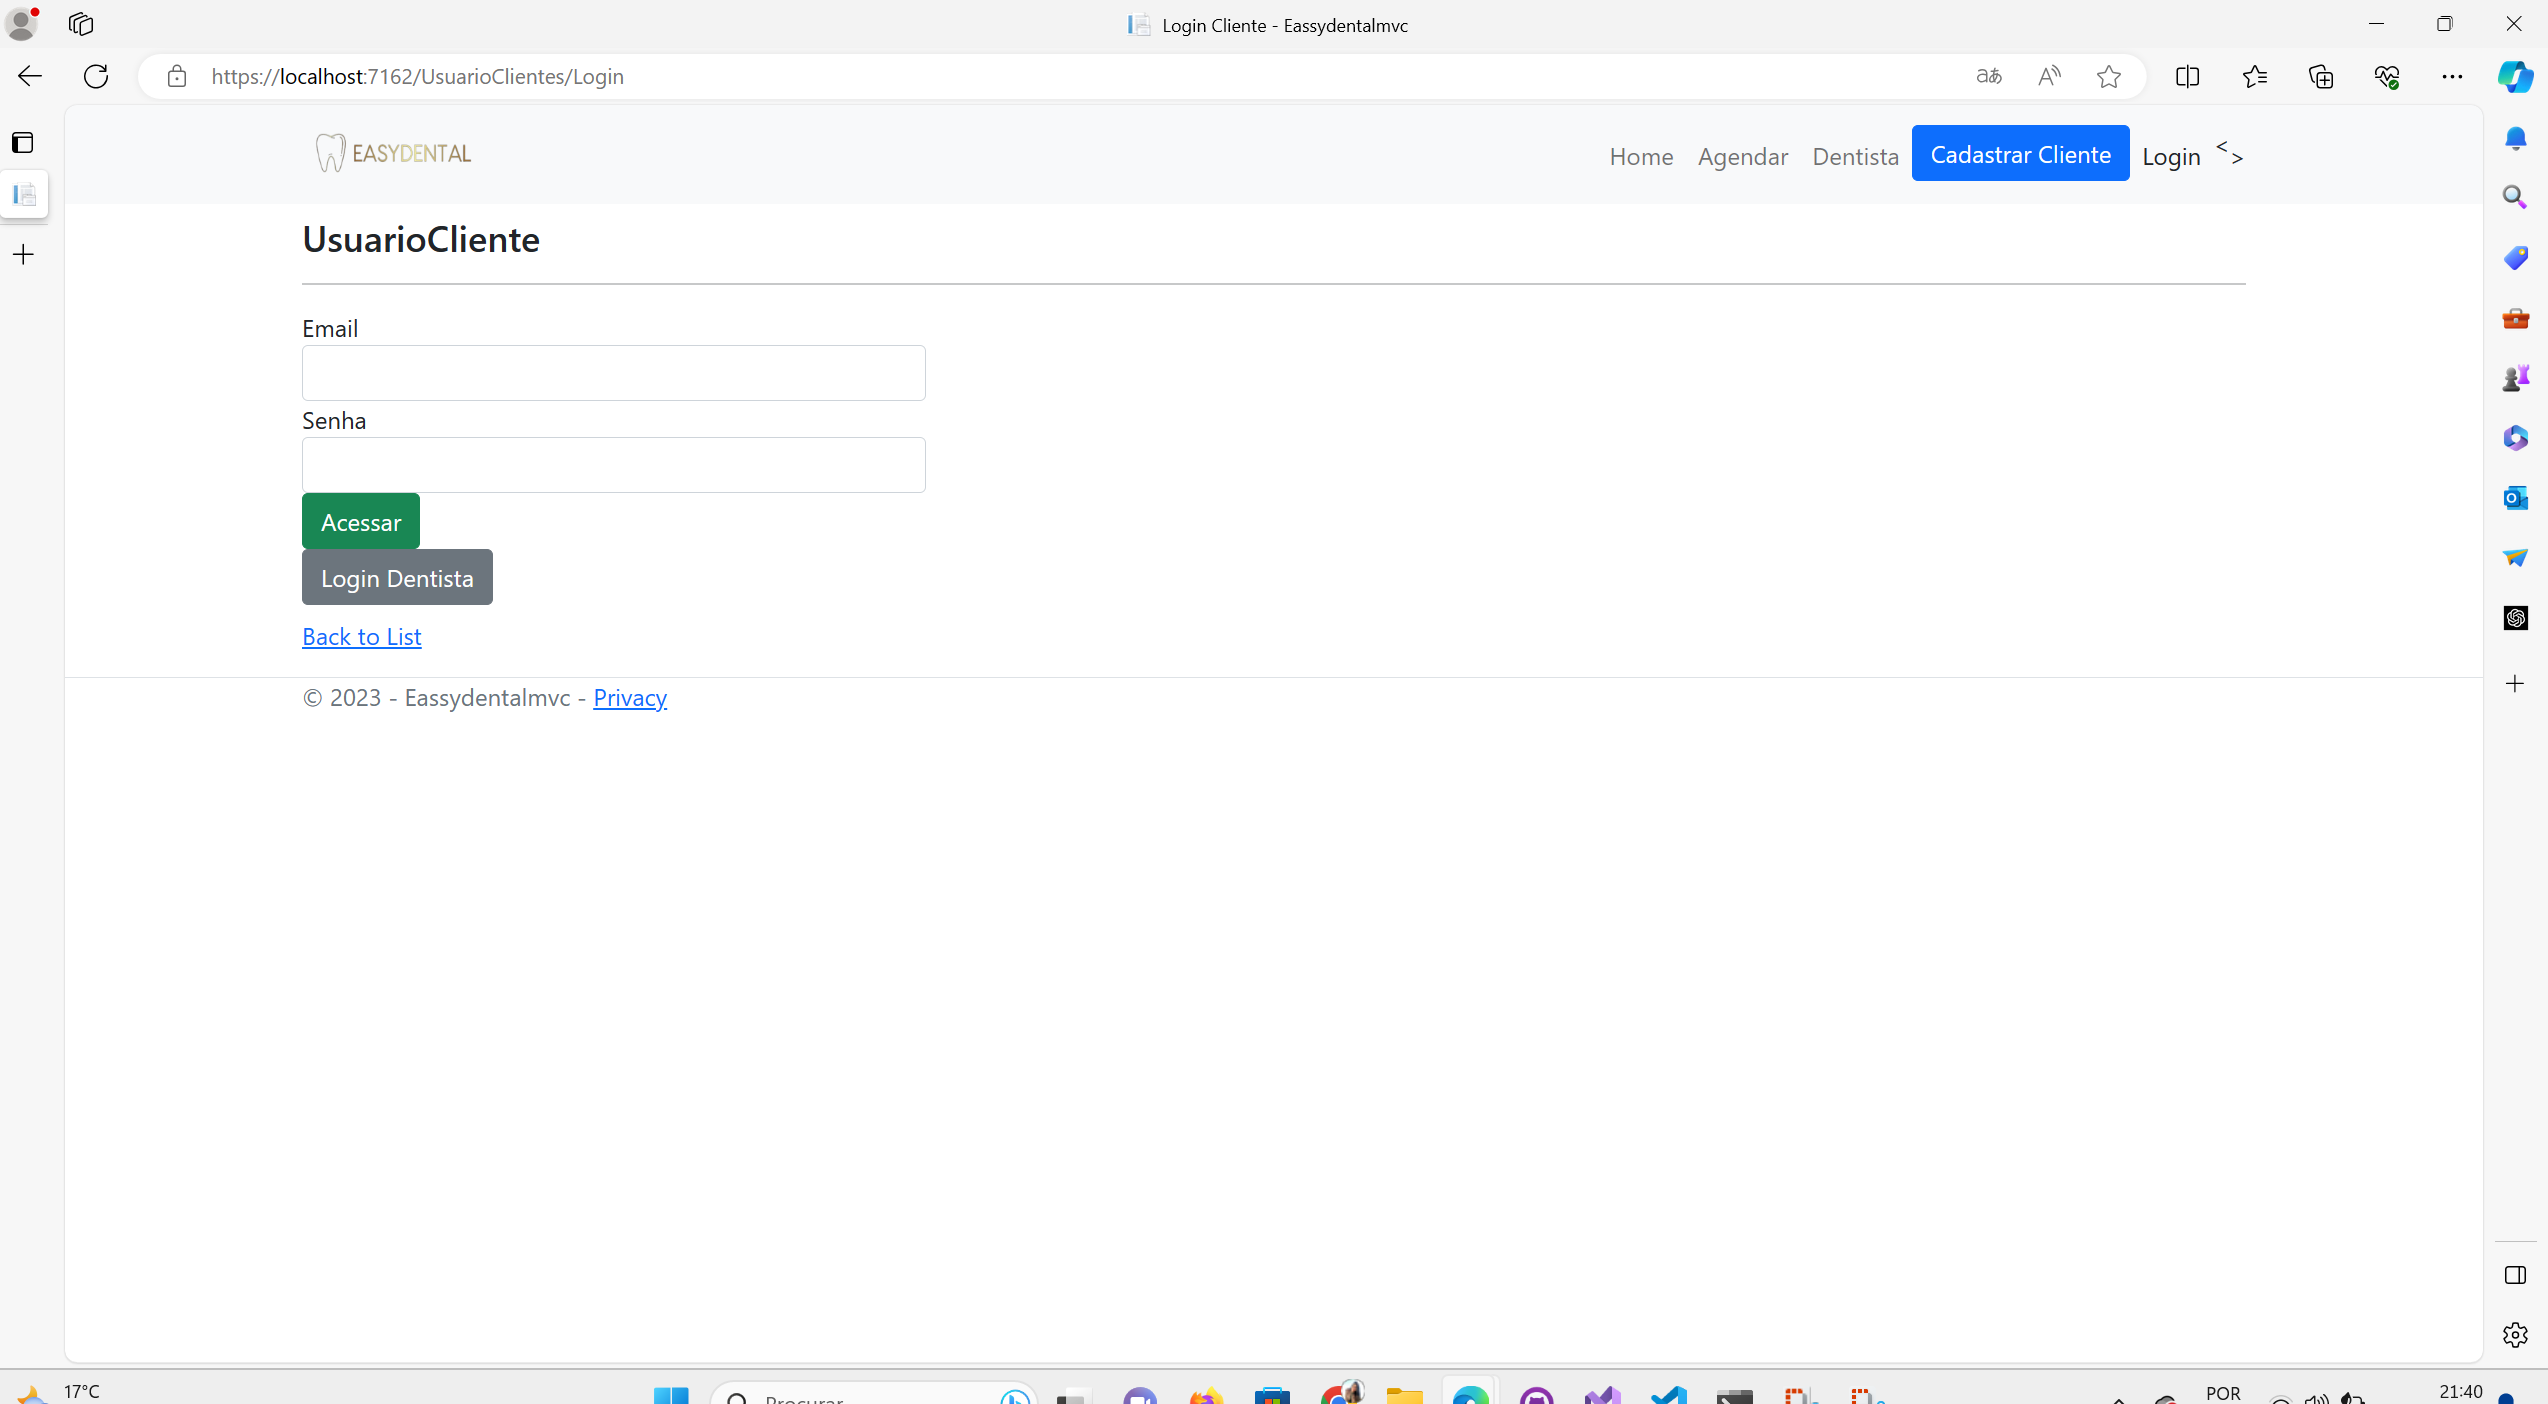 Login Cliente - Eassydentalmvc
https://localhost:7162/UsuarioClientes/Login
EASYDENTAL
Home Agendar Dentista Cadastrar Cliente Login < >
UsuarioCliente
Email
Senha
Acessar
Login Dentista
Back to List
© 2023 - Eassydentalmvc - Privacy
17°C
Procurar
POR
21:40